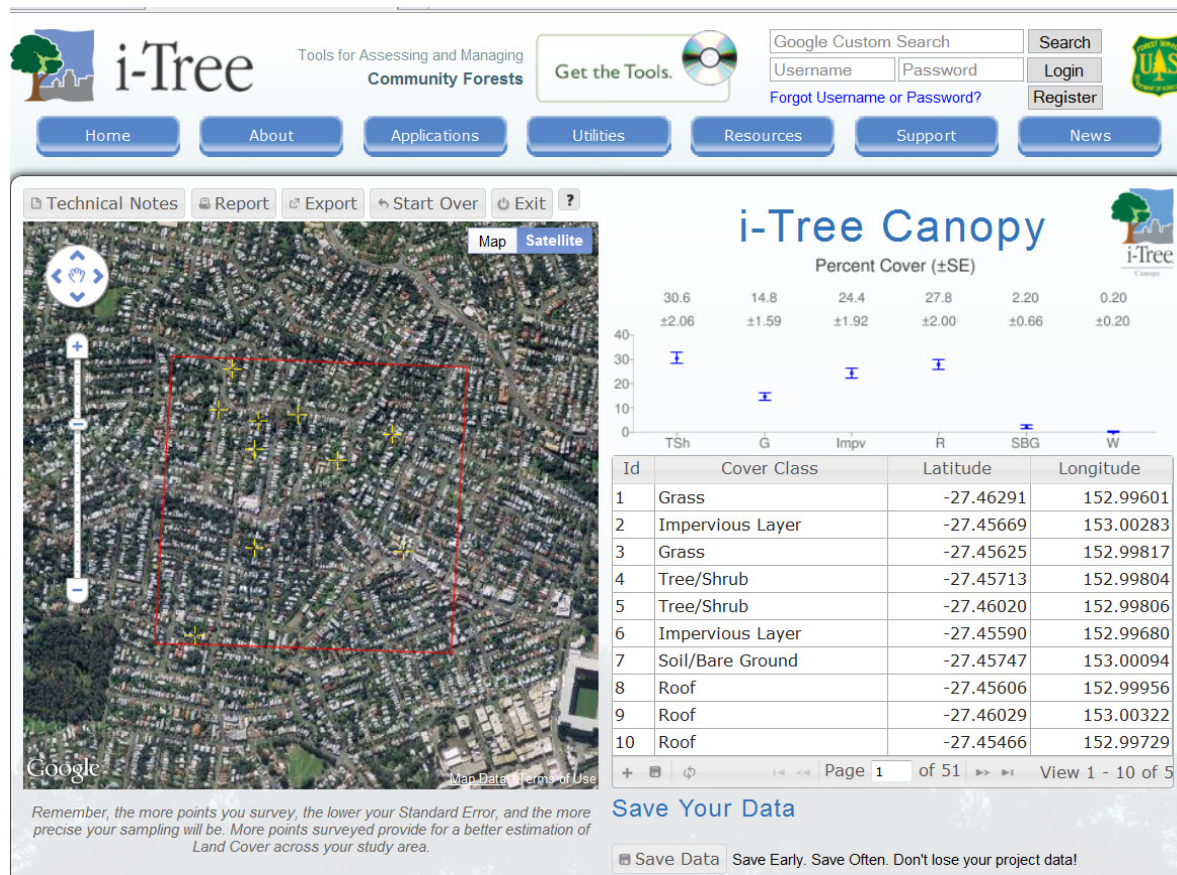 i-Tree
Tools for Assessing and Managing
Community Forests
Get the Tools.
Google Custom Search Search
Username Password Login
Forgot Username or Password? Register
Home About Applications Utilities Resources Support News
Technical Notes Report Export Start Over Exit ?
Map Satellite
Google
Map Data Terms of Use
Remember, the more points you survey, the lower your Standard Error, and the more
precise your sampling will be. More points surveyed provide for a better estimation of
Land Cover across your study area.
i-Tree Canopy
i-Tree
Canopy
Percent Cover (±SE)
30.6 14.8 24.4 27.8 2.20 0.20
±2.06 ±1.59 ±1.92 ±2.00 ±0.66 ±0.20
40
30
20
10
0
TSh G Impv R SBG W
Id Cover Class Latitude Longitude
1 Grass -27.46291 152.99601
2 Impervious Layer -27.45669 153.00283
3 Grass -27.45625 152.99817
4 Tree/Shrub -27.45713 152.99804
5 Tree/Shrub -27.46020 152.99806
6 Impervious Layer -27.45590 152.99680
7 Soil/Bare Ground -27.45747 153.00094
8 Roof -27.45606 152.99956
9 Roof -27.46029 153.00322
10 Roof -27.45466 152.99729
Page 1 of 51 View 1 - 10 of 5
Save Your Data
Save Data Save Early. Save Often. Don't lose your project data!